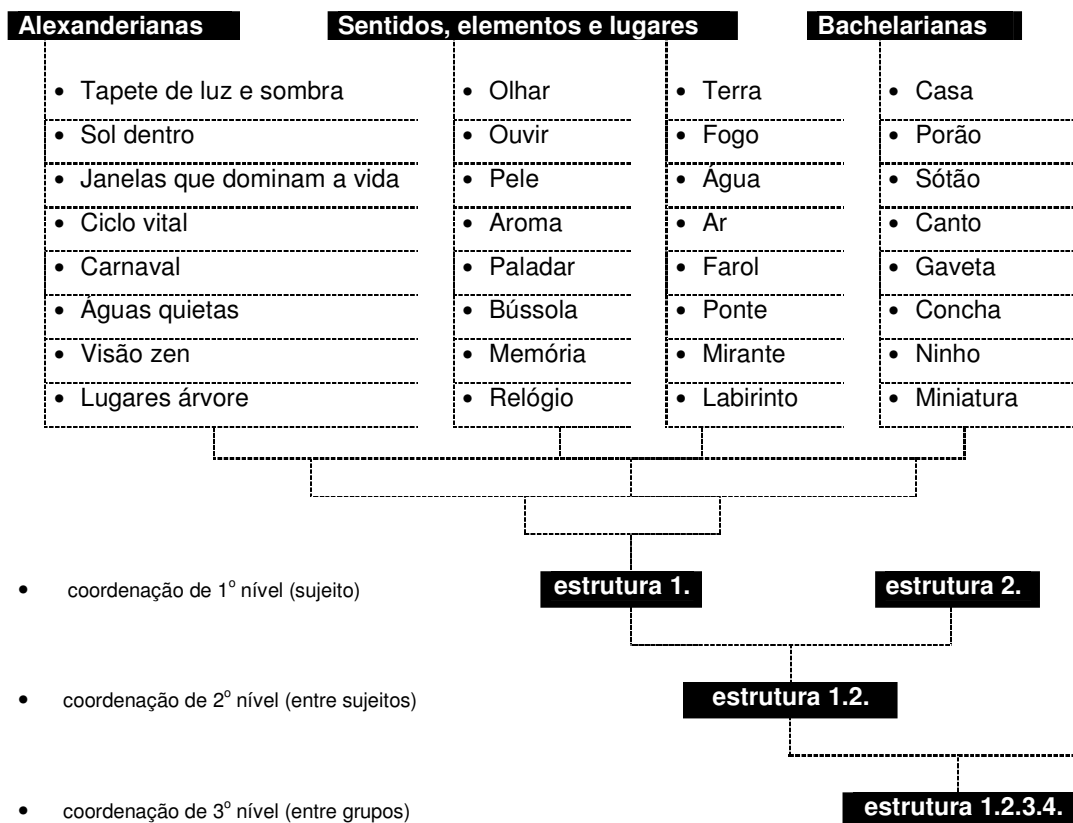 Alexanderianas Sentidos, elementos e lugares Bachelarianas
• Tapete de luz e sombra • Olhar • Terra • Casa
• Sol dentro • Ouvir • Fogo • Porão
• Janelas que dominam a vida • Pele • Água • Sótão
• Ciclo vital • Aroma • Ar • Canto
• Carnaval • Paladar • Farol • Gaveta
• Águas quietas • Bússola • Ponte • Concha
• Visão zen • Memória • Mirante • Ninho
• Lugares árvore • Relógio • Labirinto • Miniatura
• coordenação de 1º nível (sujeito) estrutura 1. estrutura 2.
• coordenação de 2º nível (entre sujeitos) estrutura 1.2.
• coordenação de 3º nível (entre grupos) estrutura 1.2.3.4.